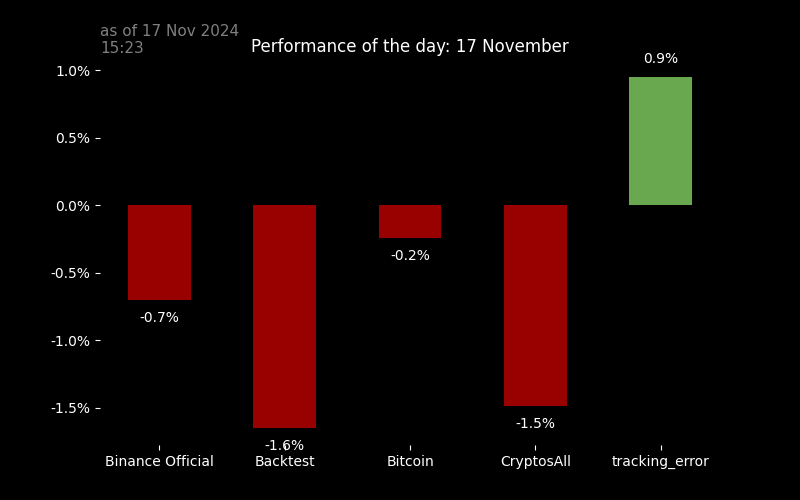 as of 17 Nov 2024
15:23
Performance of the day: 17 November
0.9%
1.0%
0.5%
0.0%
-0.5%
-1.0%
-1.5%
-0.7%
-1.6%
-0.2%
-1.5%
Binance Official
Backtest
Bitcoin
CryptosAll
tracking_error